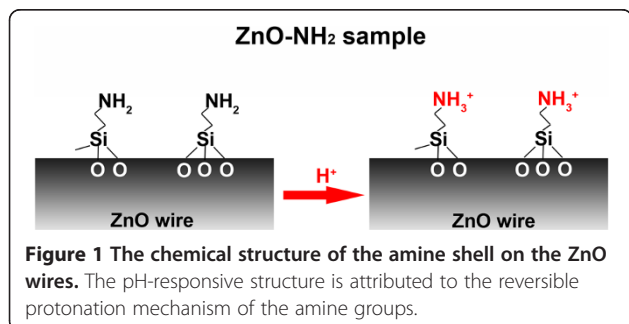 ZnO-NH₂ sample
NH₂ NH₂ NH₃⁺ NH₃⁺
Si Si Si Si
O O O O O H⁺ O O O O O
ZnO wire ZnO wire
Figure 1 The chemical structure of the amine shell on the ZnO
wires. The pH-responsive structure is attributed to the reversible
protonation mechanism of the amine groups.